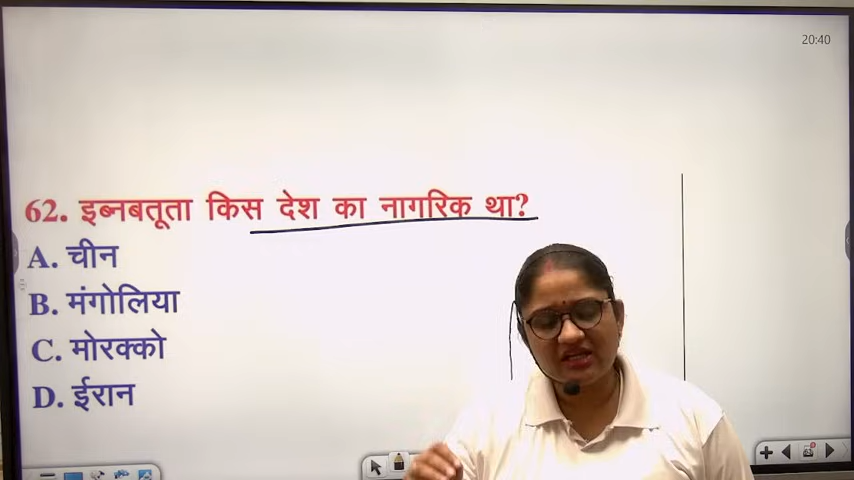 20:40
62. इब्नबतूता किस देश का नागरिक था?
A. चीन
B. मंगोलिया
C. मोरक्को
D. ईरान